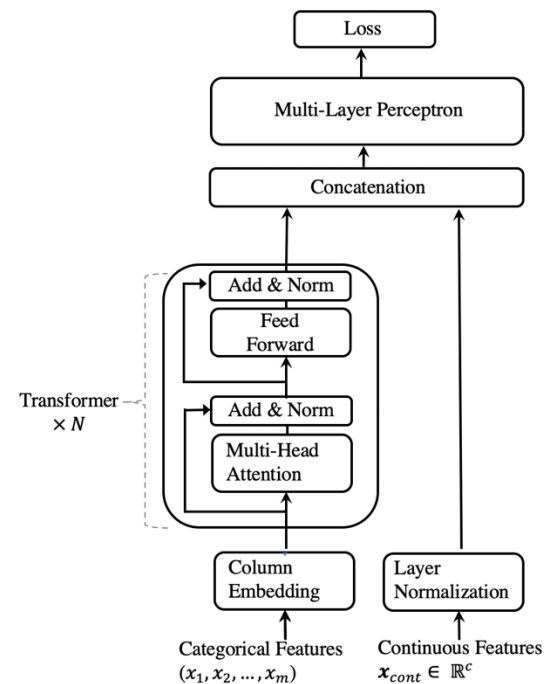 Loss
Multi-Layer Perceptron
Concatenation
Add & Norm
Feed
Forward
Transformer
× N
Add & Norm
Multi-Head
Attention
Column
Embedding
Layer
Normalization
Categorical Features
(x₁, x₂, ..., xₘ)
Continuous Features
x_cont ∈ ℝᶜ